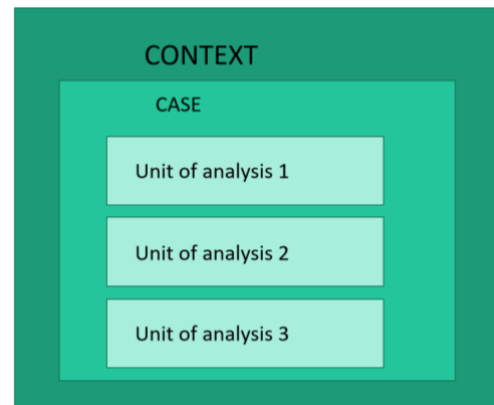 CONTEXT
CASE
Unit of analysis 1
Unit of analysis 2
Unit of analysis 3